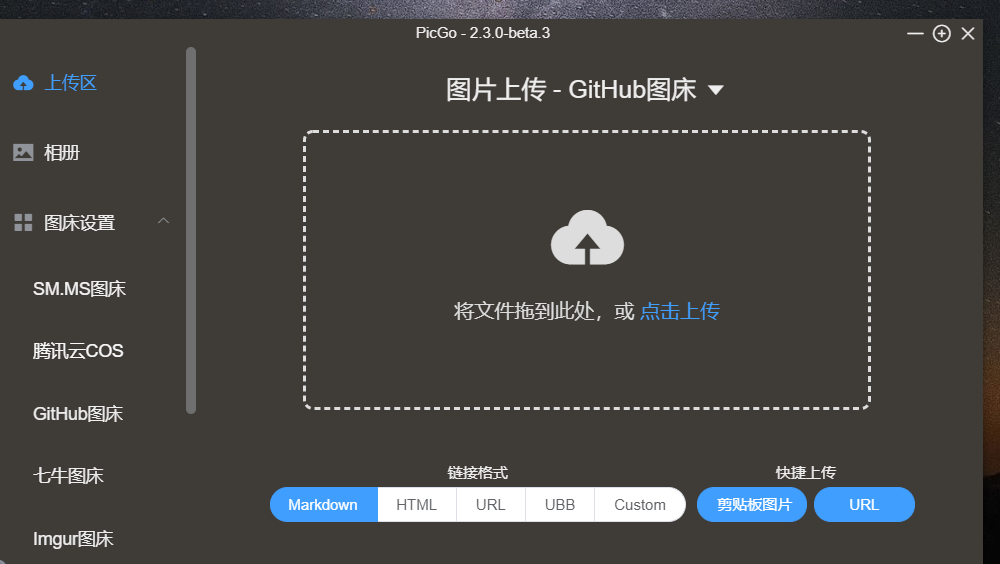 PicGo - 2.3.0-beta.3
上传区
相册
图床设置
SM.MS图床
腾讯云COS
GitHub图床
七牛图床
Imgur图床
图片上传 - GitHub图床
将文件拖到此处，或 点击上传
链接格式
Markdown HTML URL UBB Custom
快捷上传
剪贴板图片 URL